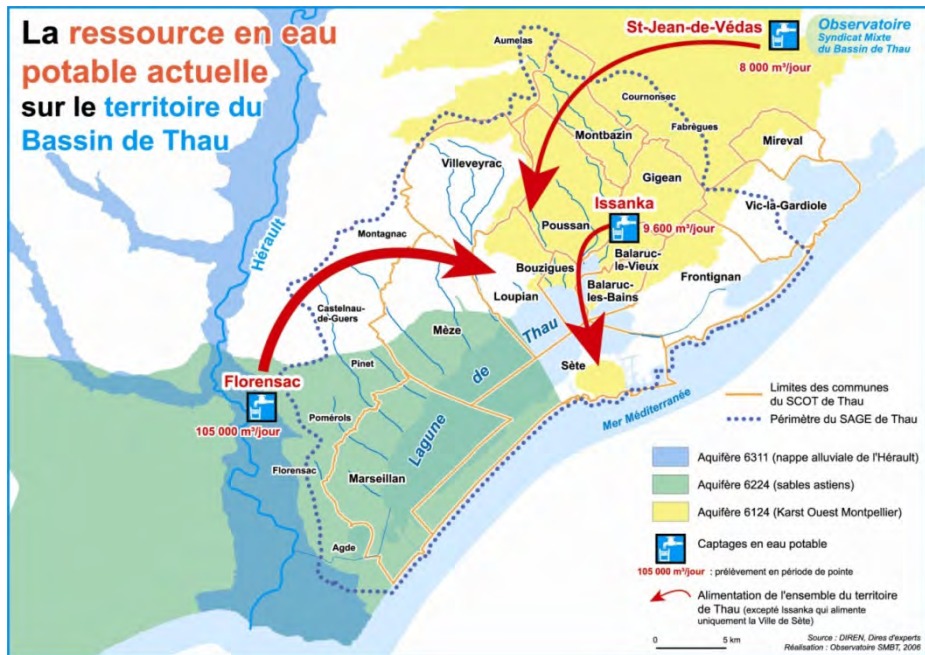 La ressource en eau
potable actuelle
sur le territoire du
Bassin de Thau
St-Jean-de-Védas
8 000 m³/jour
Observatoire
Syndicat Mixte
du Bassin de Thau
Aumelas
Cournonsec
Montbazin
Fabrègues
Mireval
Villeveyrac
Gigean
Vic-la-Gardiole
Issanka
9 600 m³/jour
Poussan
Montagnac
Hérault
Balaruc-
le-Vieux
Bouzigues
Frontignan
Balaruc-
les-Bains
Loupian
Castelnau-
de-Guers
Mèze
Lagune de Thau
Pinet
Sète
Florensac
105 000 m³/jour
Pomérols
Mer Méditerranée
Florensac
Marseillan
Agde
Limites des communes
du SCOT de Thau
Périmètre du SAGE de Thau
Aquifère 6311 (nappe alluviale de l'Hérault)
Aquifère 6224 (sables astiens)
Aquifère 6124 (Karst Ouest Montpellier)
Captages en eau potable
105 000 m³/jour : prélèvement en période de pointe
Alimentation de l'ensemble du territoire
de Thau (excepté Issanka qui alimente
uniquement la Ville de Sète)
0 5 km
Source : DIREN, Dires d'experts
Réalisation : Observatoire SMBT, 2006